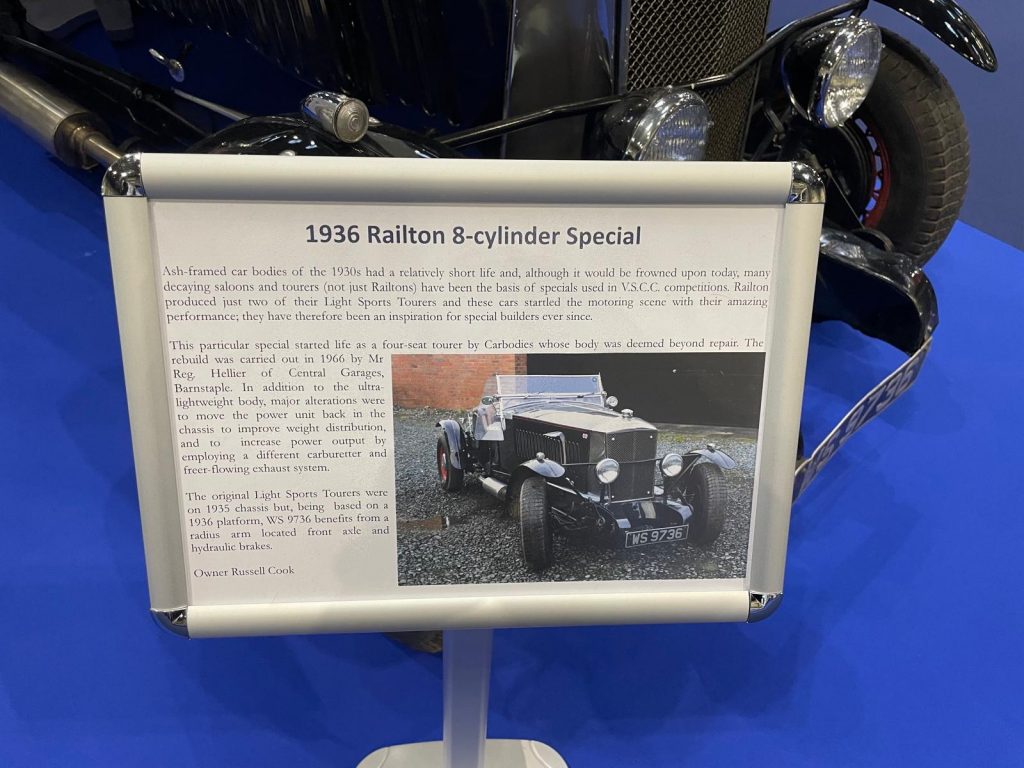 1936 Railton 8-cylinder Special
Ash-framed car bodies of the 1930s had a relatively short life and, although it would be frowned upon today, many
decaying saloons and tourers (not just Railtons) have been the basis of specials used in V.S.C.C. competitions. Railton
produced just two of their Light Sports Tourers and these cars startled the motoring scene with their amazing
performance; they have therefore been an inspiration for special builders ever since.
This particular special started life as a four-seat tourer by Carbodies whose body was deemed beyond repair. The
rebuild was carried out in 1966 by Mr
Reg. Hellier of Central Garages,
Barnstaple. In addition to the ultra-
lightweight body, major alterations were
to move the power unit back in the
chassis to improve weight distribution,
and to increase power output by
employing a different carburetter and
freer-flowing exhaust system.
The original Light Sports Tourers were
on 1935 chassis but, being based on a
1936 platform, WS 9736 benefits from a
radius arm located front axle and
hydraulic brakes.
Owner Russell Cook
WS 9736